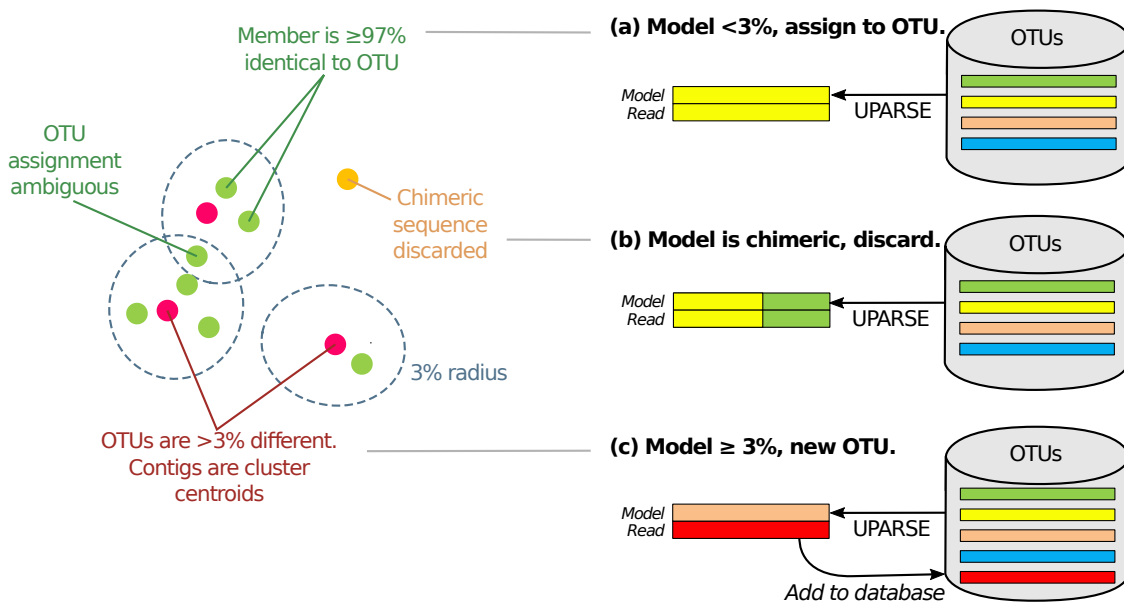 Member is ≥97%
identical to OTU
OTU
assignment
ambiguous
Chimeric
sequence
discarded
3% radius
OTUs are >3% different.
Contigs are cluster
centroids
(a) Model <3%, assign to OTU.
OTUs
Model
Read
UPARSE
(b) Model is chimeric, discard.
OTUs
Model
Read
UPARSE
(c) Model ≥ 3%, new OTU.
OTUs
Model
Read
UPARSE
Add to database